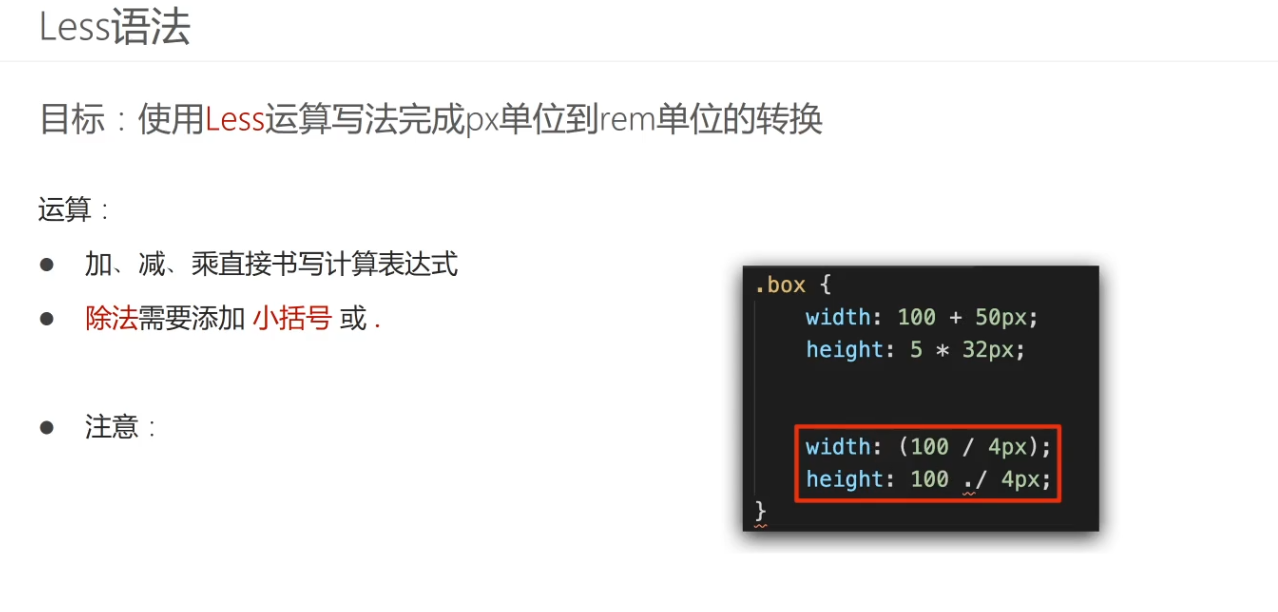 Less语法
目标：使用Less运算写法完成px单位到rem单位的转换
运算：
● 加、减、乘直接书写计算表达式
● 除法需要添加 小括号 或 .
● 注意：
.box {
width: 100 + 50px;
height: 5 * 32px;
width: (100 / 4px);
height: 100 ./ 4px;
}